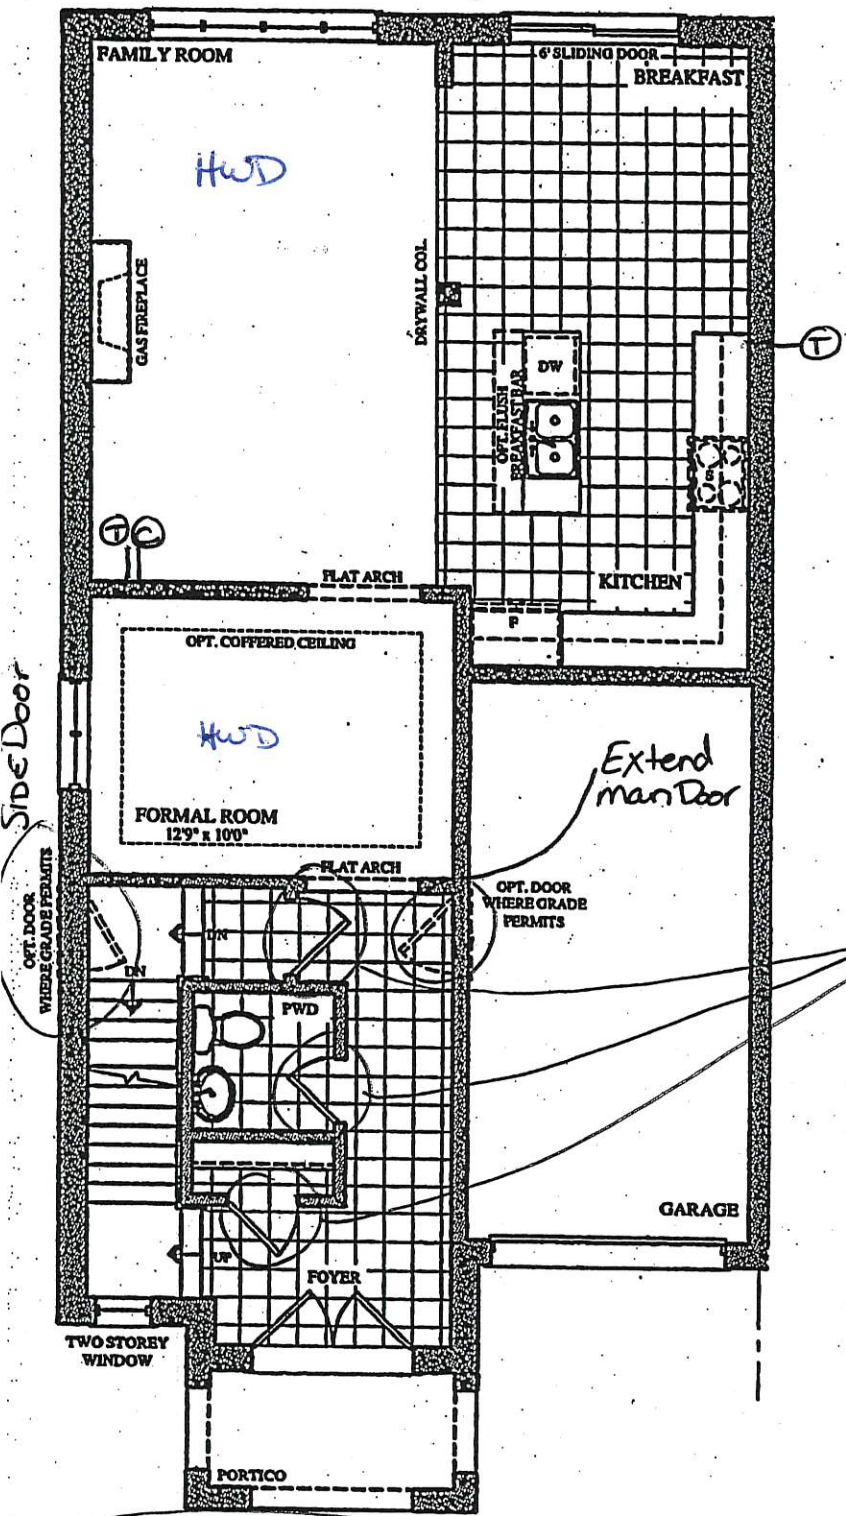 6' SLIDING DOOR
FAMILY ROOM
BREAKFAST
HWD
GAS FIREPLACE
DRYWALL COL.
T
DW
OPT. FLUSH
BREAKFAST BAR
S
T C
FLAT ARCH
KITCHEN
F
OPT. COFFERED CEILING
SIDE Door
HWD
Extend
man Door
FORMAL ROOM
12'9" x 10'0"
FLAT ARCH
OPT. DOOR
WHERE GRADE PERMITS
OPT. DOOR
WHERE GRADE
PERMITS
DN
DN
PWD
GARAGE
UP
FOYER
TWO STOREY
WINDOW
PORTICO